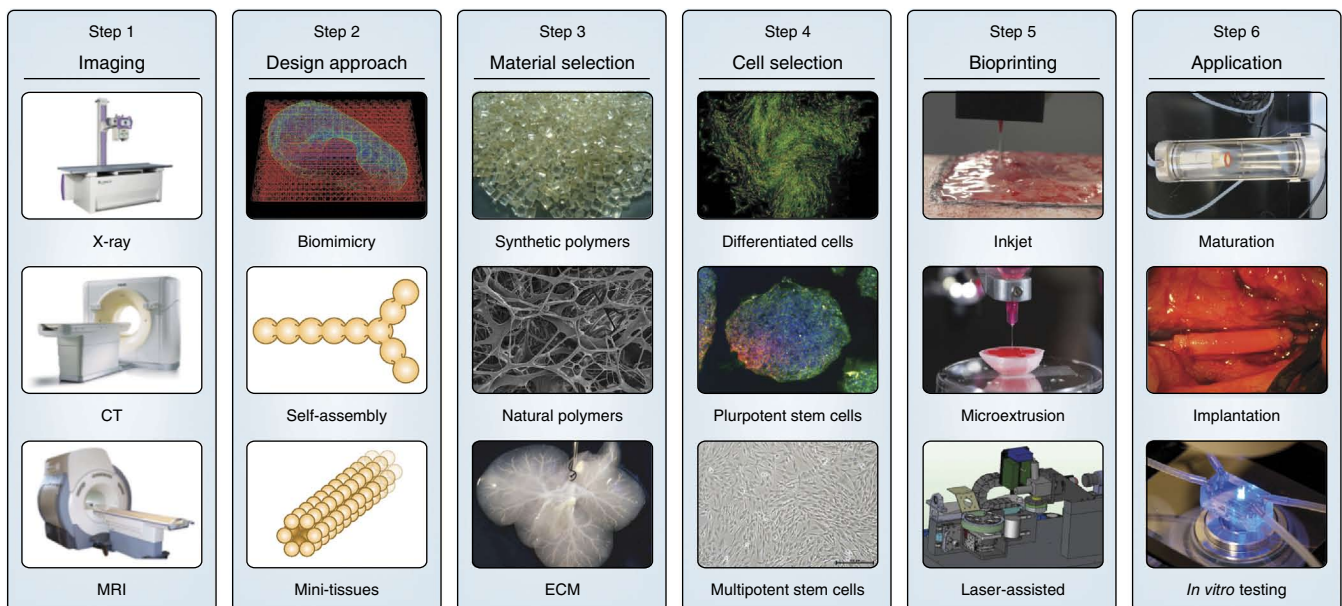 Step 1
Imaging
X-ray
CT
MRI
Step 2
Design approach
Biomimicry
Self-assembly
Mini-tissues
Step 3
Material selection
Synthetic polymers
Natural polymers
ECM
Step 4
Cell selection
Differentiated cells
Plurpotent stem cells
Multipotent stem cells
Step 5
Bioprinting
Inkjet
Microextrusion
Laser-assisted
Step 6
Application
Maturation
Implantation
In vitro testing